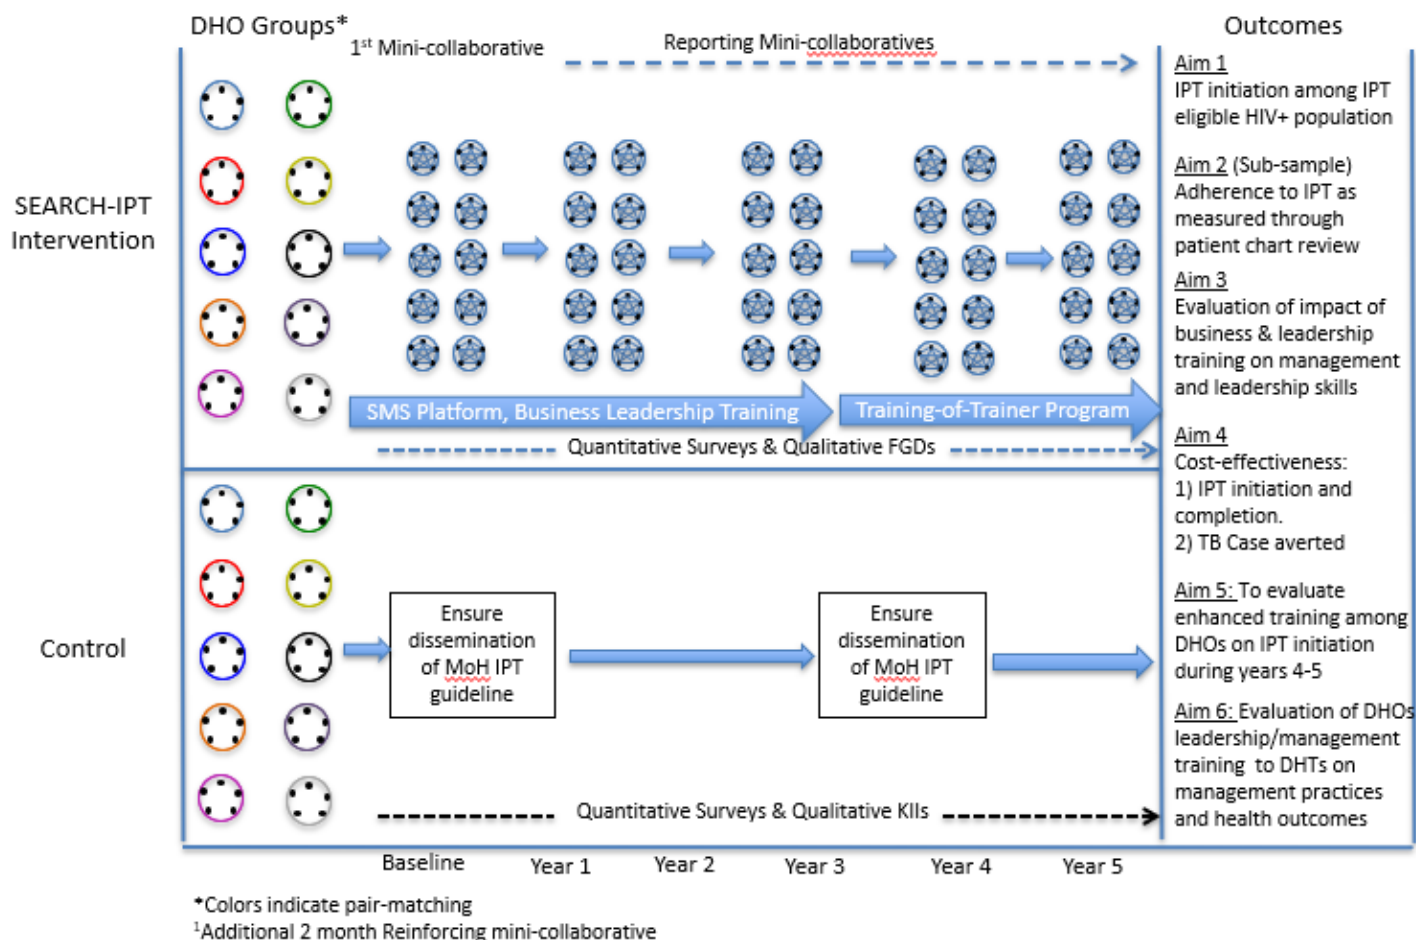 DHO Groups*
1st Mini-collaborative
Reporting Mini-collaboratives
Outcomes
SEARCH-IPT
Intervention
SMS Platform, Business Leadership Training
Training-of-Trainer Program
Quantitative Surveys & Qualitative FGDs
Aim 1
IPT initiation among IPT
eligible HIV+ population
Aim 2 (Sub-sample)
Adherence to IPT as
measured through
patient chart review
Aim 3
Evaluation of impact of
business & leadership
training on management
and leadership skills
Aim 4
Cost-effectiveness:
1) IPT initiation and
completion.
2) TB Case averted
Aim 5: To evaluate
enhanced training among
DHOs on IPT initiation
during years 4-5
Aim 6: Evaluation of DHOs
leadership/management
training to DHTs on
management practices
and health outcomes
Control
Ensure
dissemination
of MoH IPT
guideline
Ensure
dissemination
of MoH IPT
guideline
Quantitative Surveys & Qualitative KIIs
Baseline
Year 1
Year 2
Year 3
Year 4
Year 5
*Colors indicate pair-matching
1Additional 2 month Reinforcing mini-collaborative